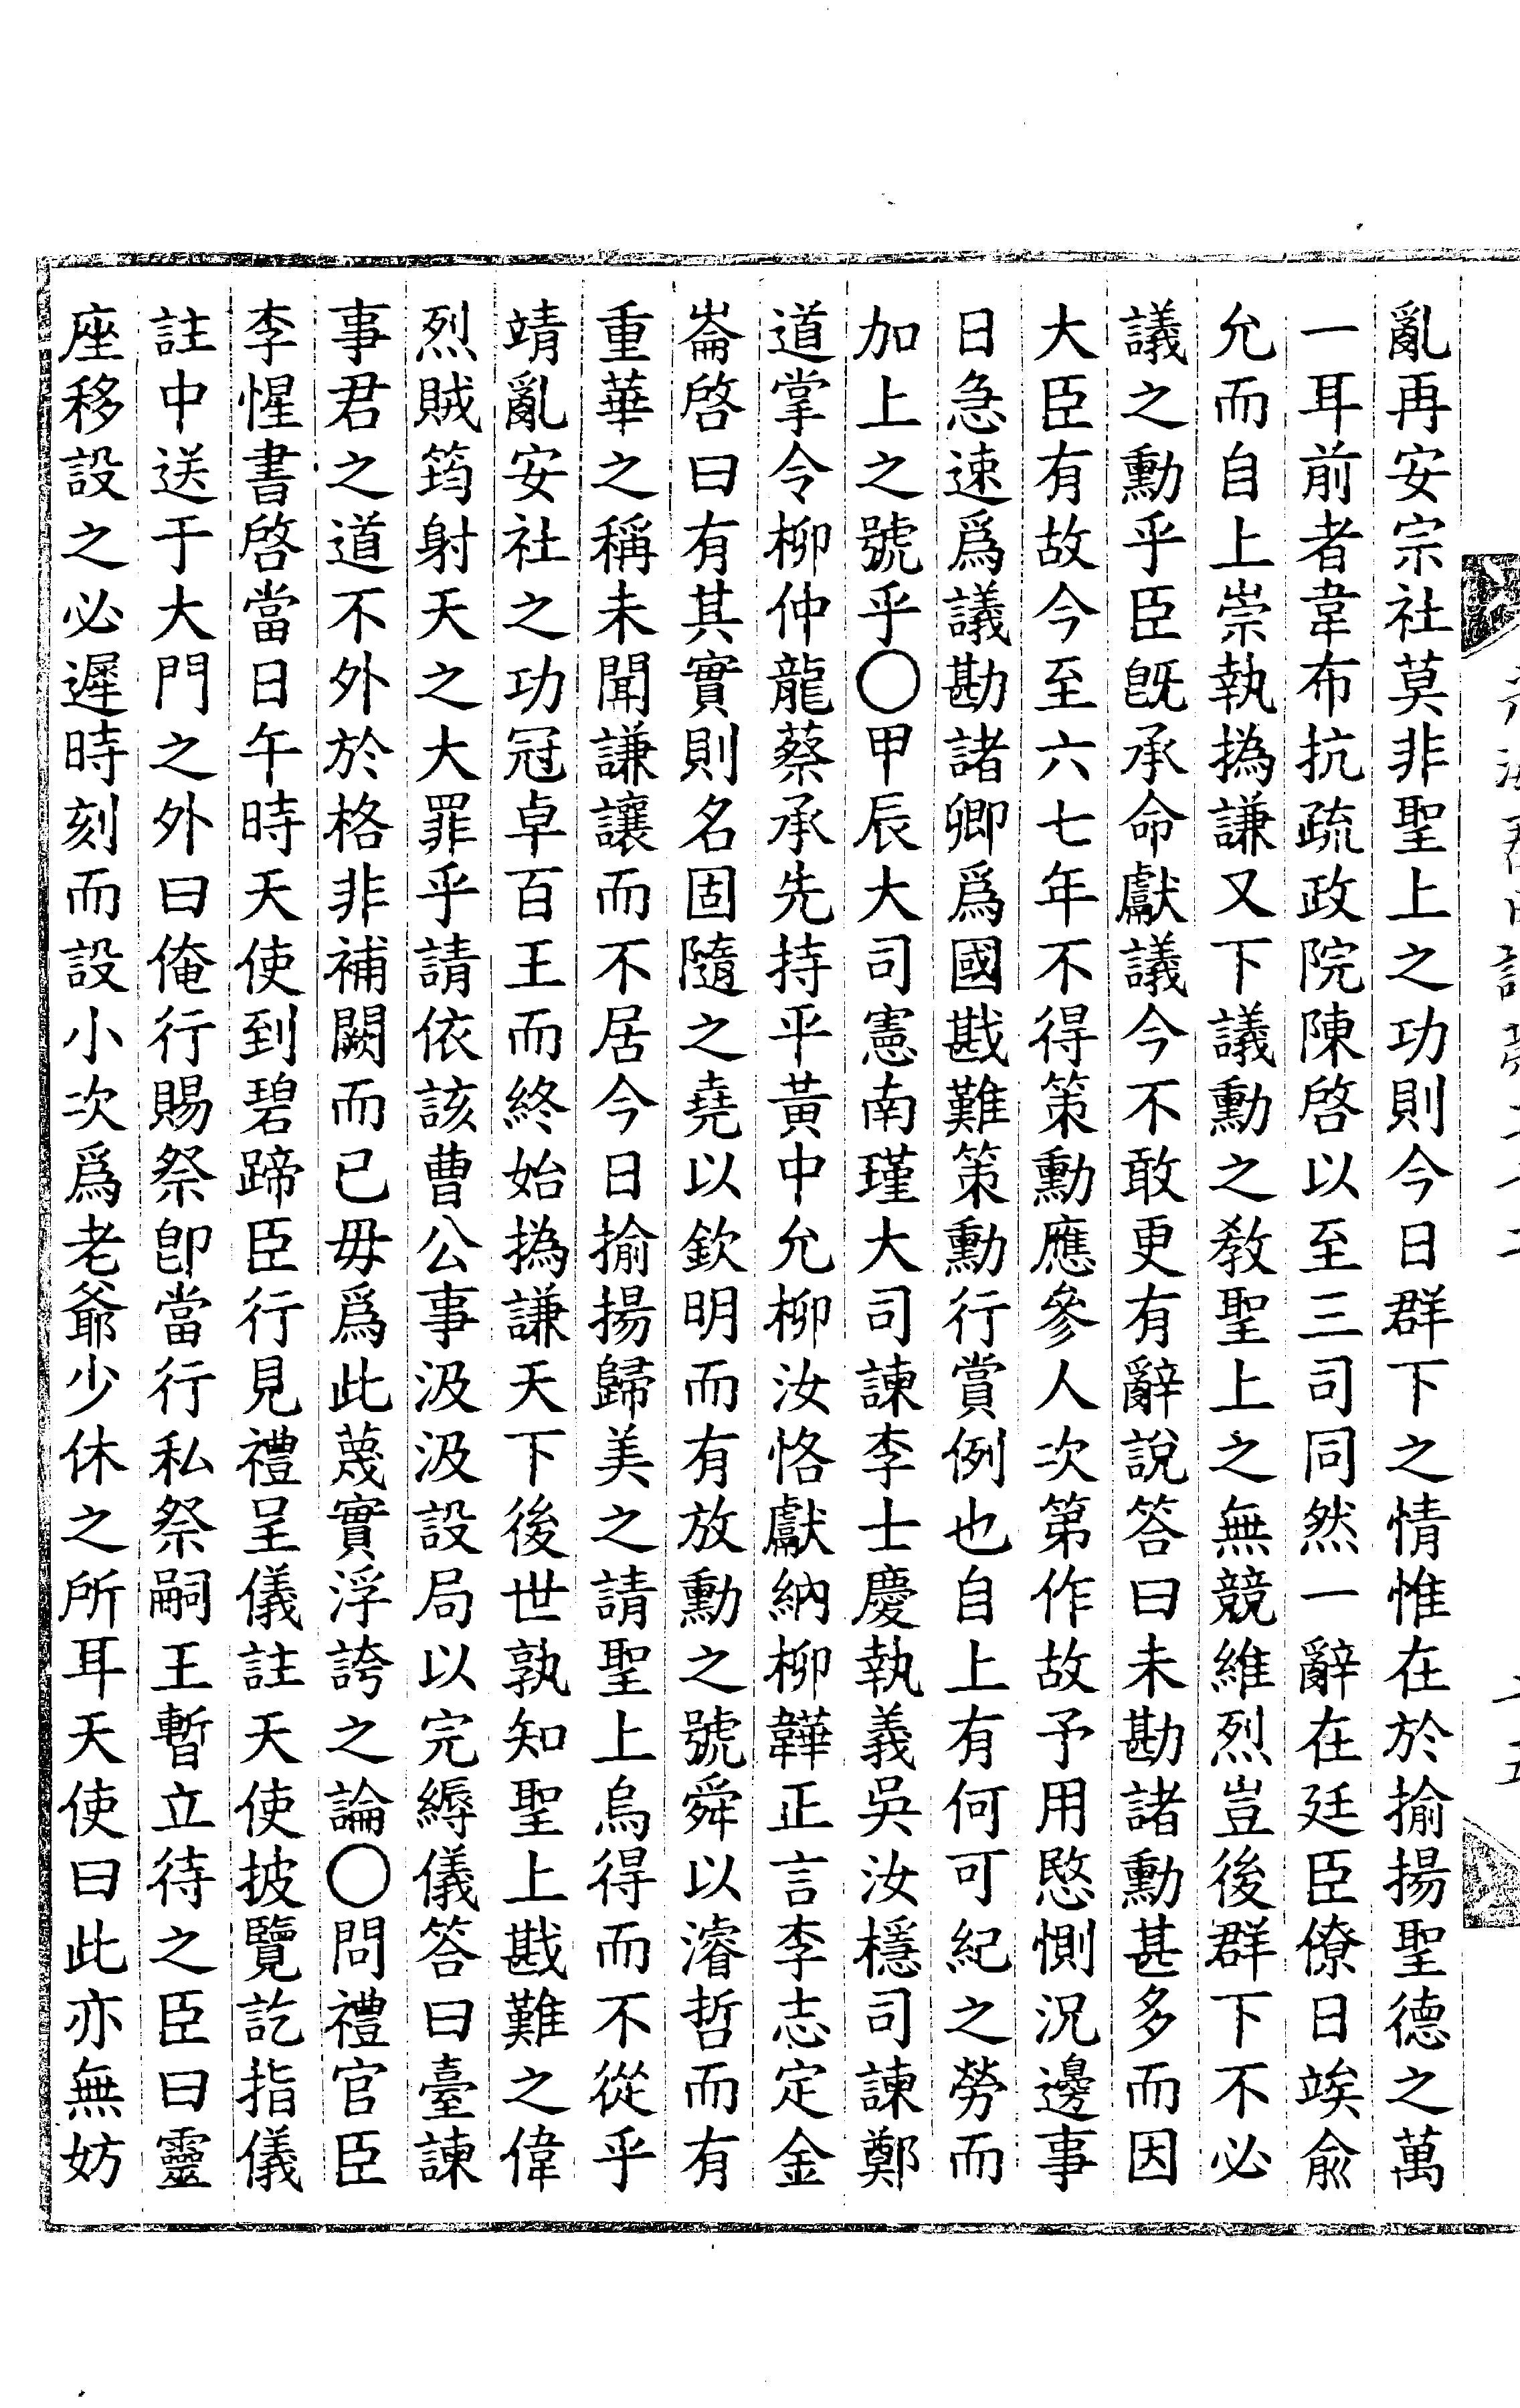 亂再安宗社莫非聖上之功則今日群下之情惟在於揄揚聖德之萬
一耳前者韋布抗疏政院陳啓以至三司同然一辭在廷臣僚日竢兪
允而自上崇執撝謙又下議勳之敎聖上之無競維烈豈後群下不必
議之勳乎臣旣承命獻議今不敢更有辭說答曰未勘諸勳甚多而因
大臣有故今至六七年不得策勳應參人次第作故予用愍惻況邊事
日急速爲議勘諸卿爲國戡難策勳行賞例也自上有何可紀之勞而
加上之號乎〇甲辰大司憲南瑾大司諫李士慶執義吳汝穩司諫鄭
道掌令柳仲龍蔡承先持平黃中允柳汝恪獻納柳韡正言李志定金
崙啓曰有其實則名固隨之堯以欽明而有放勳之號舜以濬哲而有
重華之稱未聞謙讓而不居今日揄揚歸美之請聖上烏得而不從乎
靖亂安社之功冠卓百王而終始撝謙天下後世孰知聖上戡難之偉
烈賊筠射天之大罪乎請依該曹公事汲汲設局以完縟儀答曰臺諫
事君之道不外於格非補闕而已毋爲此蔑實浮誇之論〇問禮官臣
李惺書啓當日午時天使到碧蹄臣行見禮呈儀註天使披覽訖指儀
註中送于大門之外曰俺行賜祭卽當行私祭嗣王暫立待之臣曰靈
座移設之必遲時刻而設小次爲老爺少休之所耳天使曰此亦無妨